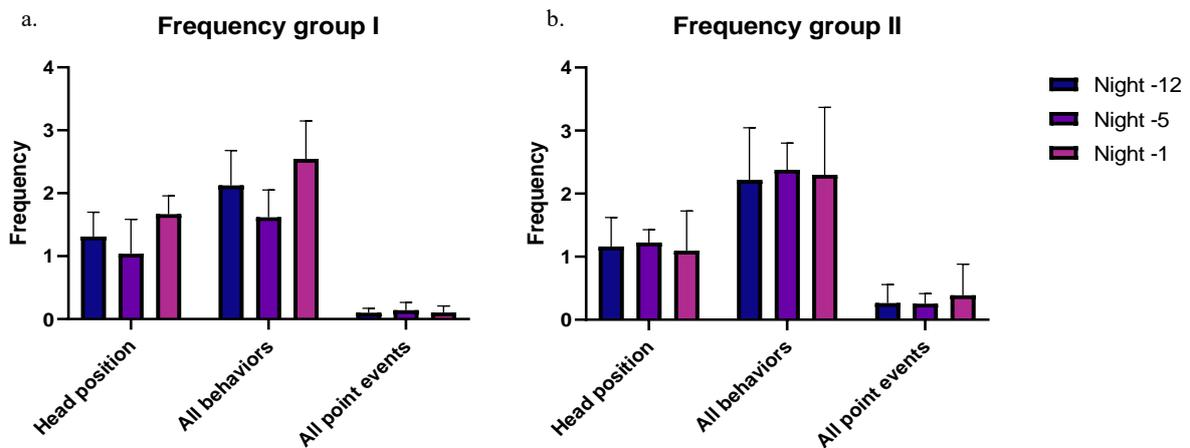 a.
Frequency group I
Frequency
4
3
2
1
0
Head position
All behaviors
All point events
b.
Frequency group II
Frequency
4
3
2
1
0
Head position
All behaviors
All point events
Night -12
Night -5
Night -1